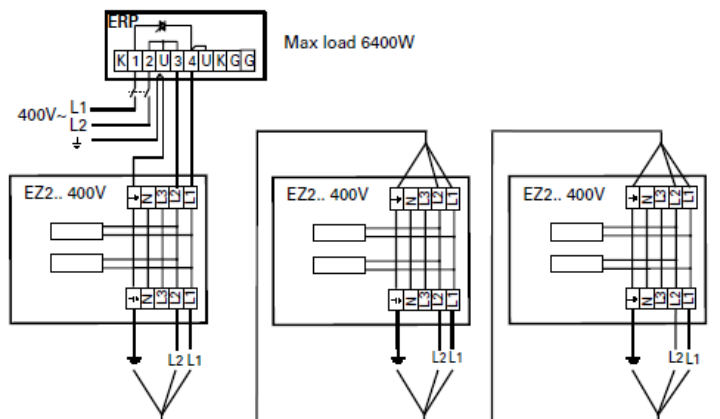 ERP
Max load 6400W
K 1 2 U 3 4 U K G G
400V~ L1
L2
EZ2.. 400V
N L3 L2 L1
N L3 L2 L1
L2 L1
EZ2.. 400V
N L3 L2 L1
N L3 L2 L1
L2 L1
EZ2.. 400V
N L3 L2 L1
N L3 L2 L1
L2 L1